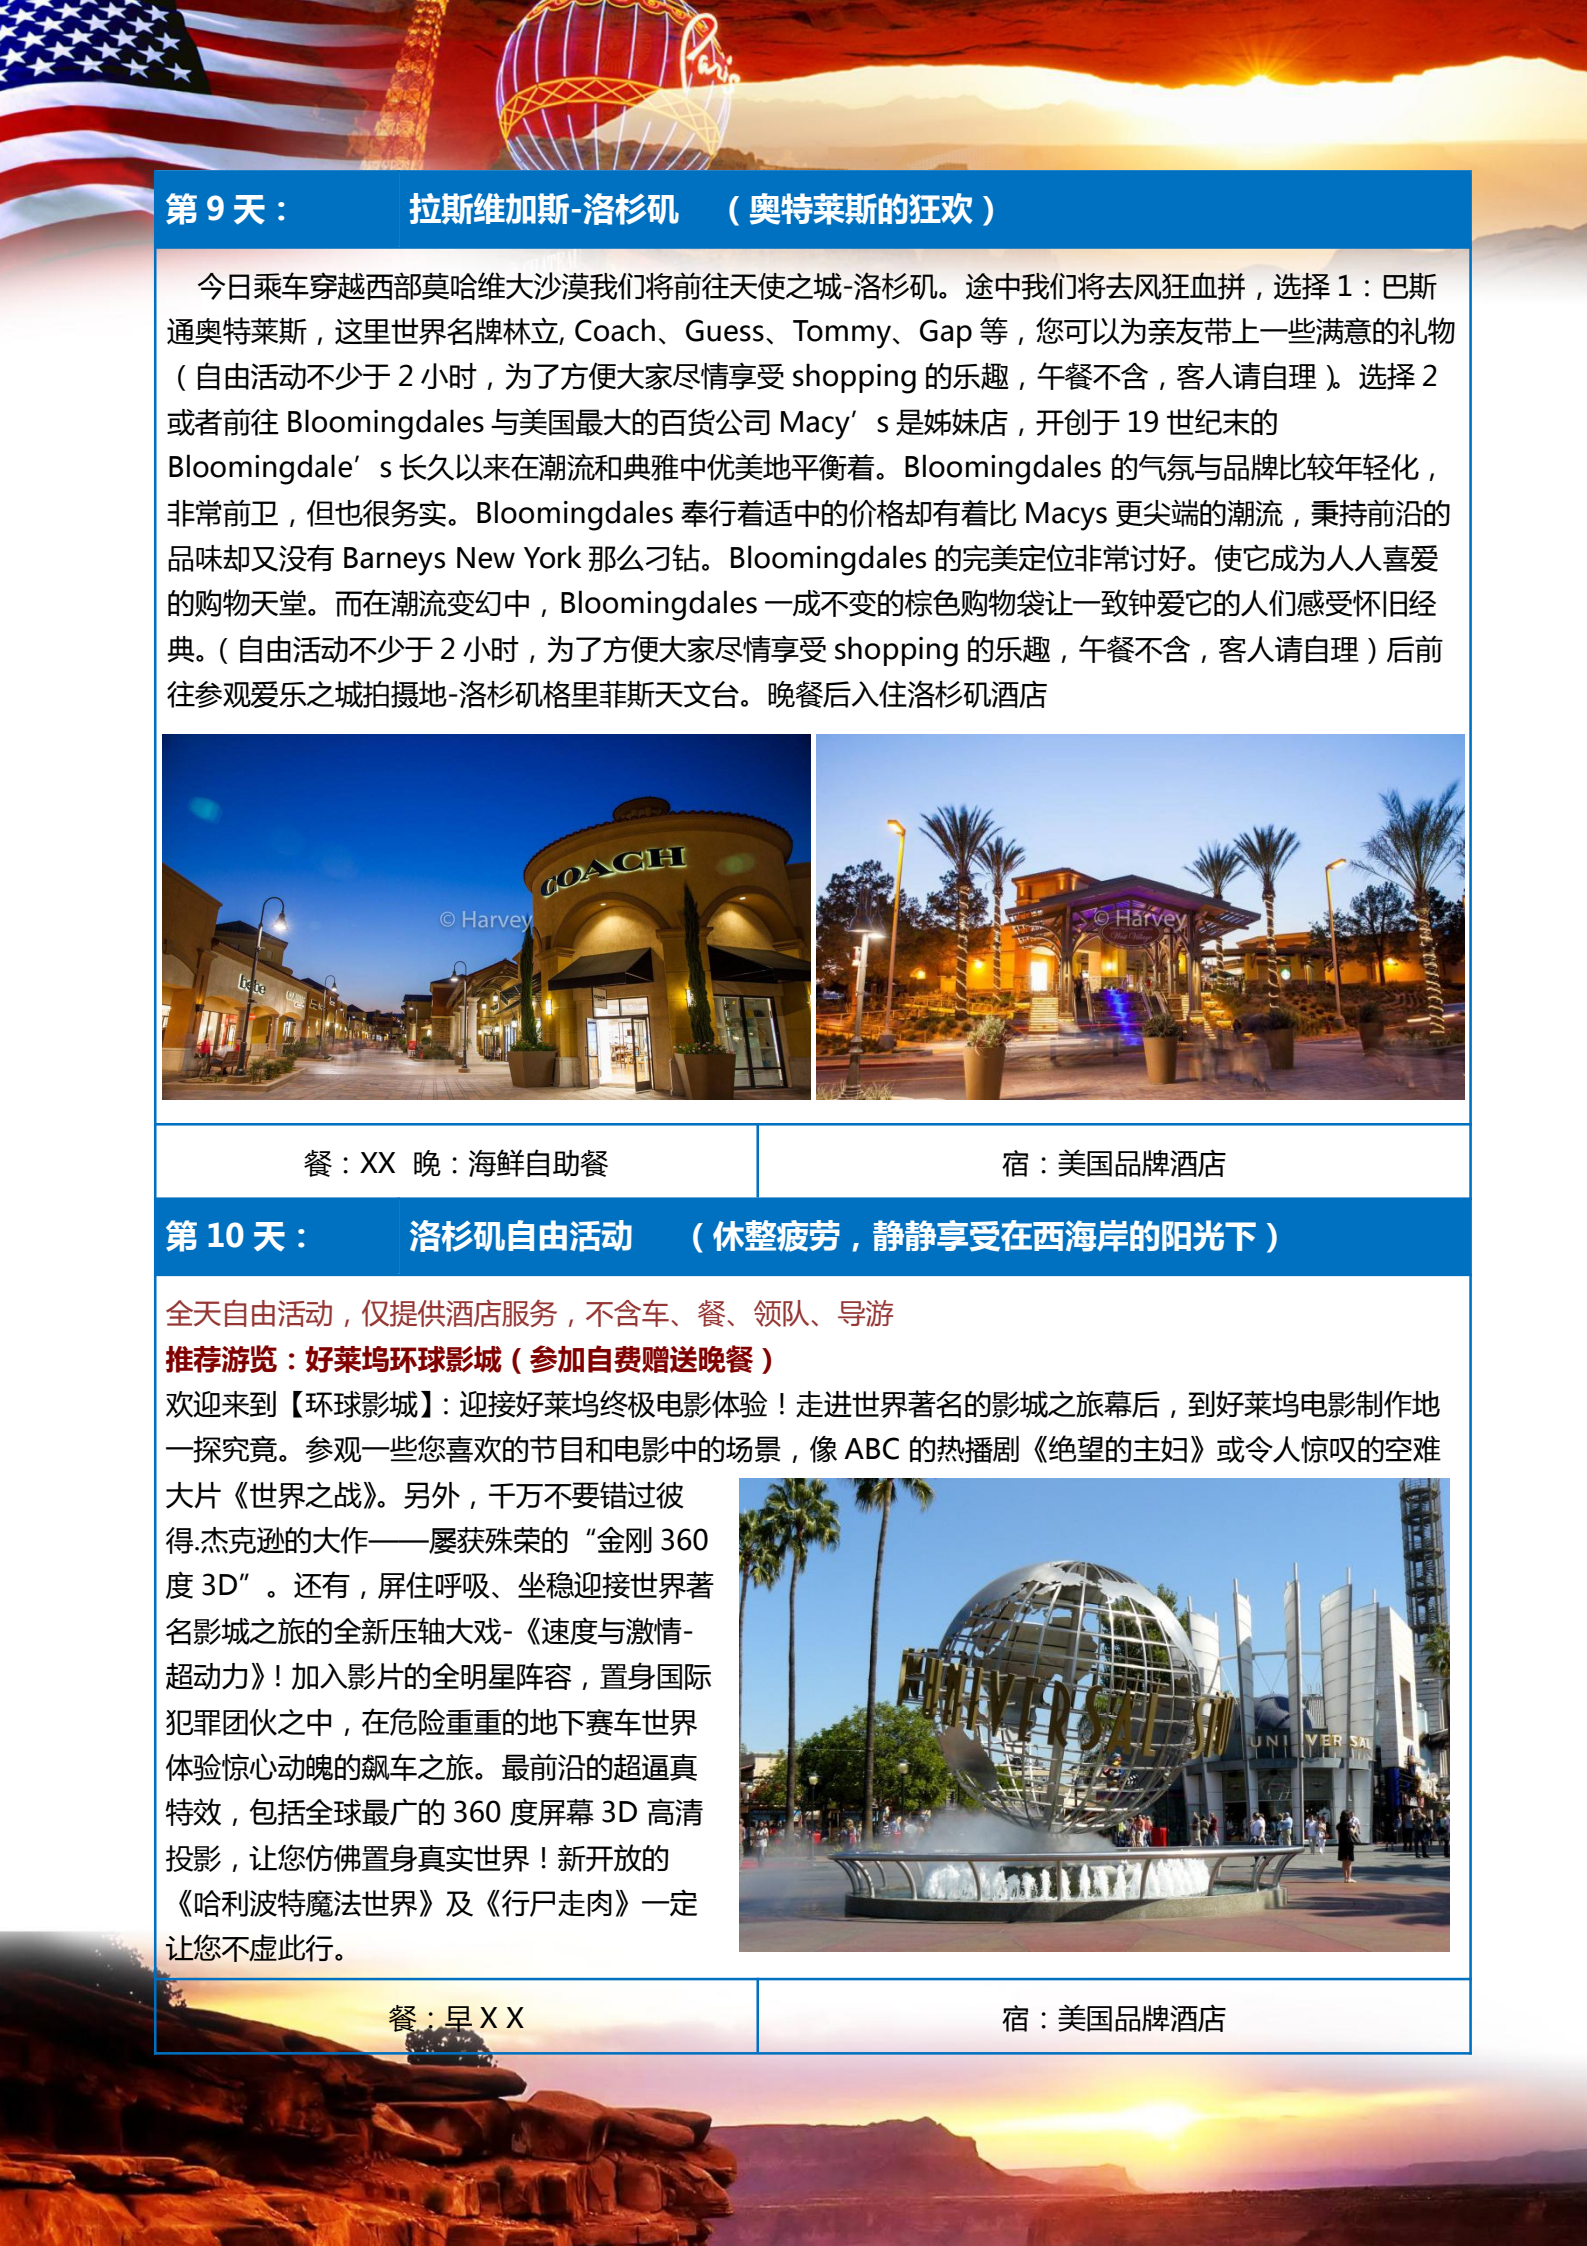 Paris
第 9 天： 拉斯维加斯-洛杉矶 （奥特莱斯的狂欢）
今日乘车穿越西部莫哈维大沙漠我们将前往天使之城-洛杉矶。途中我们将去风狂血拼，选择 1：巴斯
通奥特莱斯，这里世界名牌林立, Coach、Guess、Tommy、Gap 等，您可以为亲友带上一些满意的礼物
（自由活动不少于 2 小时，为了方便大家尽情享受 shopping 的乐趣，午餐不含，客人请自理）。选择 2
或者前往 Bloomingdales 与美国最大的百货公司 Macy’s 是姊妹店，开创于 19 世纪末的
Bloomingdale’s 长久以来在潮流和典雅中优美地平衡着。Bloomingdales 的气氛与品牌比较年轻化，
非常前卫，但也很务实。Bloomingdales 奉行着适中的价格却有着比 Macys 更尖端的潮流，秉持前沿的
品味却又没有 Barneys New York 那么刁钻。Bloomingdales 的完美定位非常讨好。使它成为人人喜爱
的购物天堂。而在潮流变幻中，Bloomingdales 一成不变的棕色购物袋让一致钟爱它的人们感受怀旧经
典。（自由活动不少于 2 小时，为了方便大家尽情享受 shopping 的乐趣，午餐不含，客人请自理）后前
往参观爱乐之城拍摄地-洛杉矶格里菲斯天文台。晚餐后入住洛杉矶酒店
COACH
© Harvey
bebe
© Harvey
餐：XX 晚：海鲜自助餐
宿：美国品牌酒店
第 10 天： 洛杉矶自由活动 （休整疲劳，静静享受在西海岸的阳光下）
全天自由活动，仅提供酒店服务，不含车、餐、领队、导游
推荐游览：好莱坞环球影城（参加自费赠送晚餐）
欢迎来到【环球影城】：迎接好莱坞终极电影体验！走进世界著名的影城之旅幕后，到好莱坞电影制作地
一探究竟。参观一些您喜欢的节目和电影中的场景，像 ABC 的热播剧《绝望的主妇》或令人惊叹的空难
大片《世界之战》。另外，千万不要错过彼
得.杰克逊的大作——屡获殊荣的“金刚 360
度 3D”。还有，屏住呼吸、坐稳迎接世界著
名影城之旅的全新压轴大戏-《速度与激情-
超动力》！加入影片的全明星阵容，置身国际
犯罪团伙之中，在危险重重的地下赛车世界
体验惊心动魄的飙车之旅。最前沿的超逼真
特效，包括全球最广的 360 度屏幕 3D 高清
投影，让您仿佛置身真实世界！新开放的
《哈利波特魔法世界》及《行尸走肉》一定
让您不虚此行。
UNIVERSAL STU
UNIVERSAL
餐：早 X X
宿：美国品牌酒店